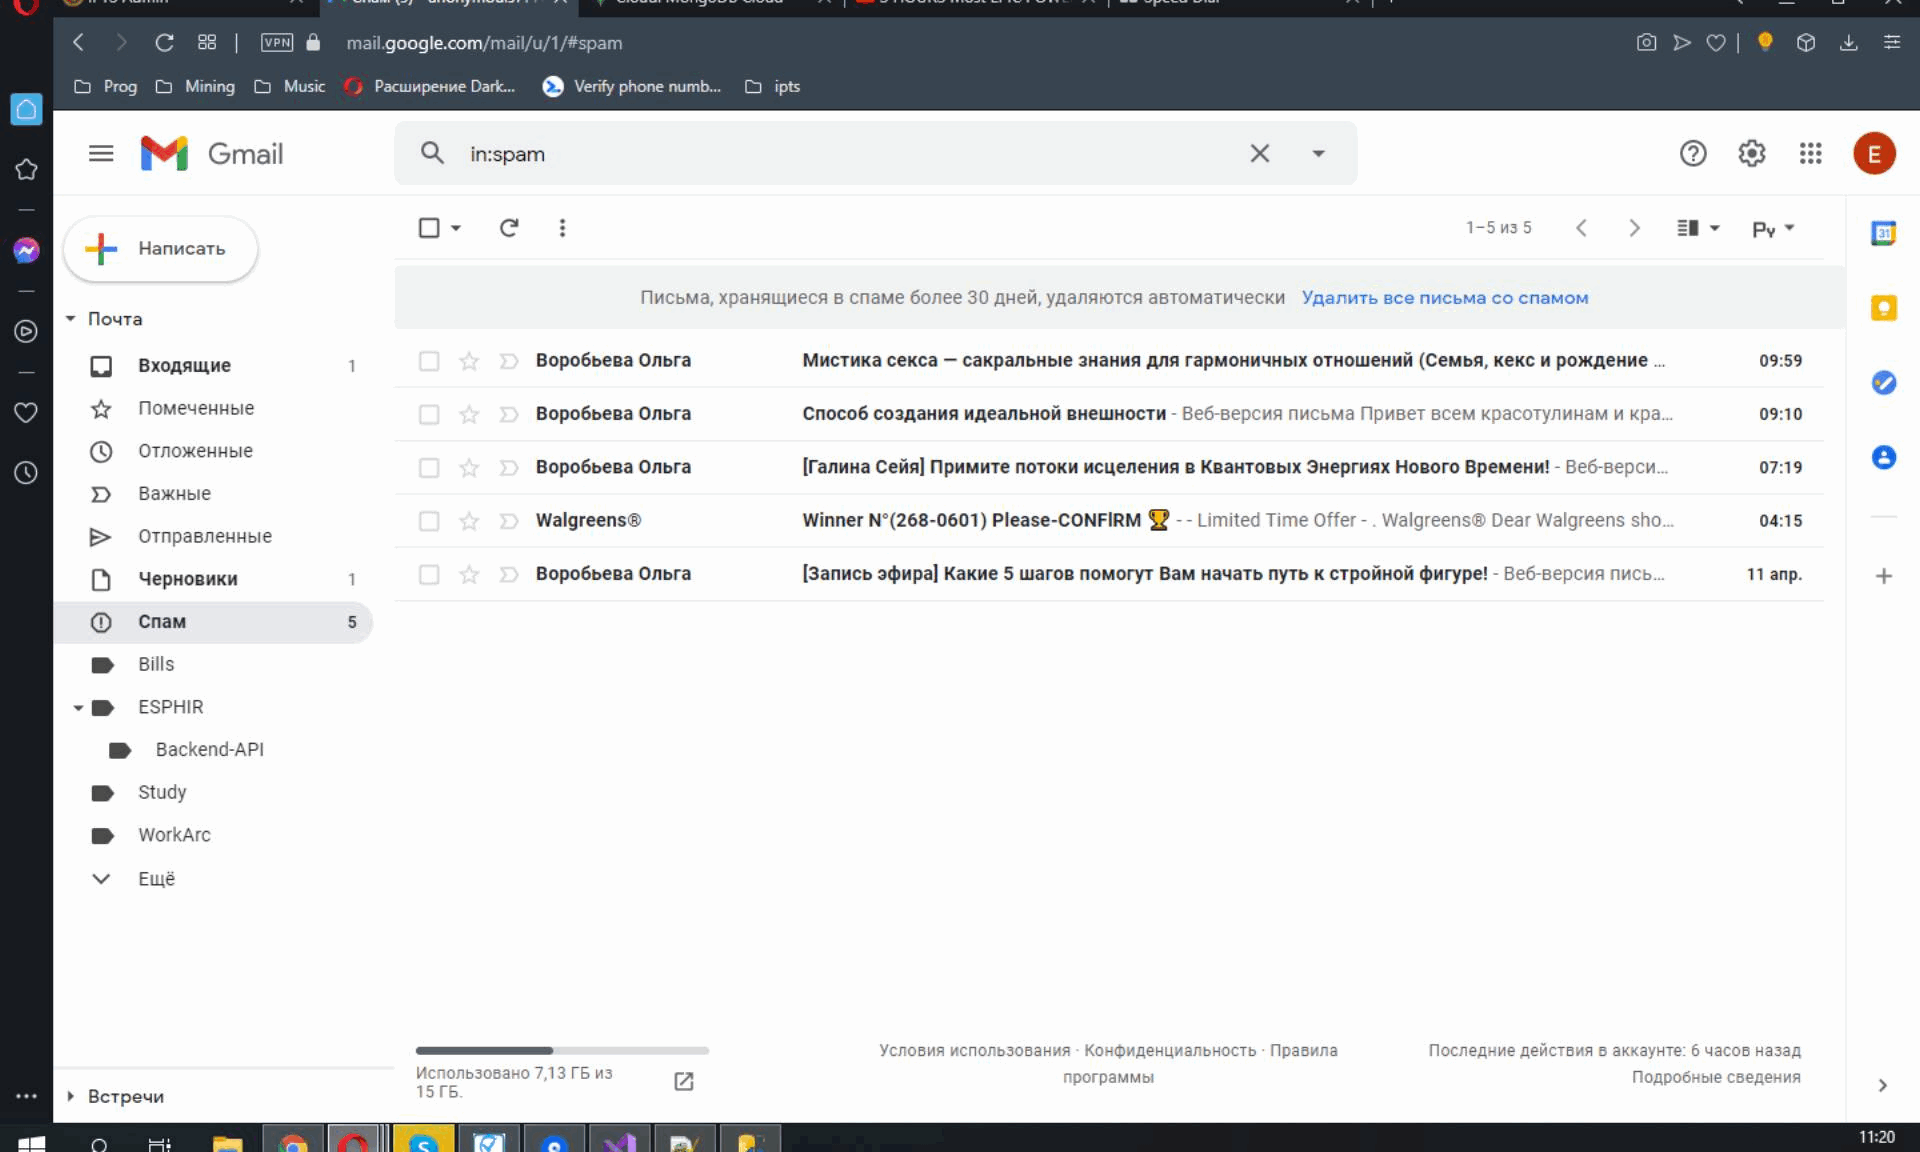 VPN mail.google.com/mail/u/1/#spam
Prog Mining Music Расширение Dark... Verify phone numb... ipts
Gmail in:spam E
Написать 1–5 из 5 Ру
Письма, хранящиеся в спаме более 30 дней, удаляются автоматически Удалить все письма со спамом
Почта
Входящие 1
Помеченные
Отложенные
Важные
Отправленные
Черновики 1
Спам 5
Bills
ESPHIR
Backend-API
Study
WorkArc
Ещё
Встречи
Воробьева Ольга Мистика секса — сакральные знания для гармоничных отношений (Семья, кекс и рождение ... 09:59
Воробьева Ольга Способ создания идеальной внешности - Веб-версия письма Привет всем красотулинам и кра... 09:10
Воробьева Ольга [Галина Сейя] Примите потоки исцеления в Квантовых Энергиях Нового Времени! - Веб-верси... 07:19
Walgreens® Winner N°(268-0601) Please-CONFlRM 🏆 - - Limited Time Offer - . Walgreens® Dear Walgreens sho... 04:15
Воробьева Ольга [Запись эфира] Какие 5 шагов помогут Вам начать путь к стройной фигуре! - Веб-версия пись... 11 апр.
31
Использовано 7,13 ГБ из
15 ГБ.
Условия использования · Конфиденциальность · Правила
программы
Последние действия в аккаунте: 6 часов назад
Подробные сведения
11:20